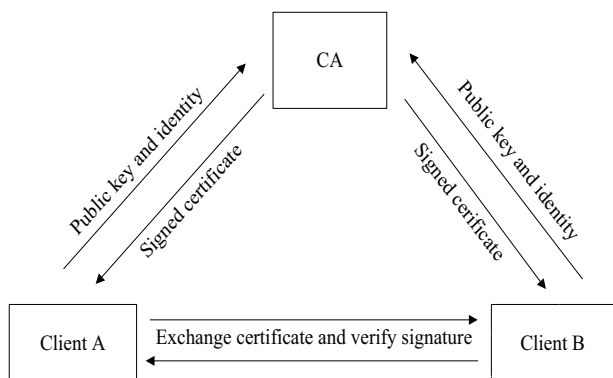 CA
Public key and identity
Signed certificate
Signed cerificate
Public key and identity
Client A
Exchange certificate and verify signature
Client B